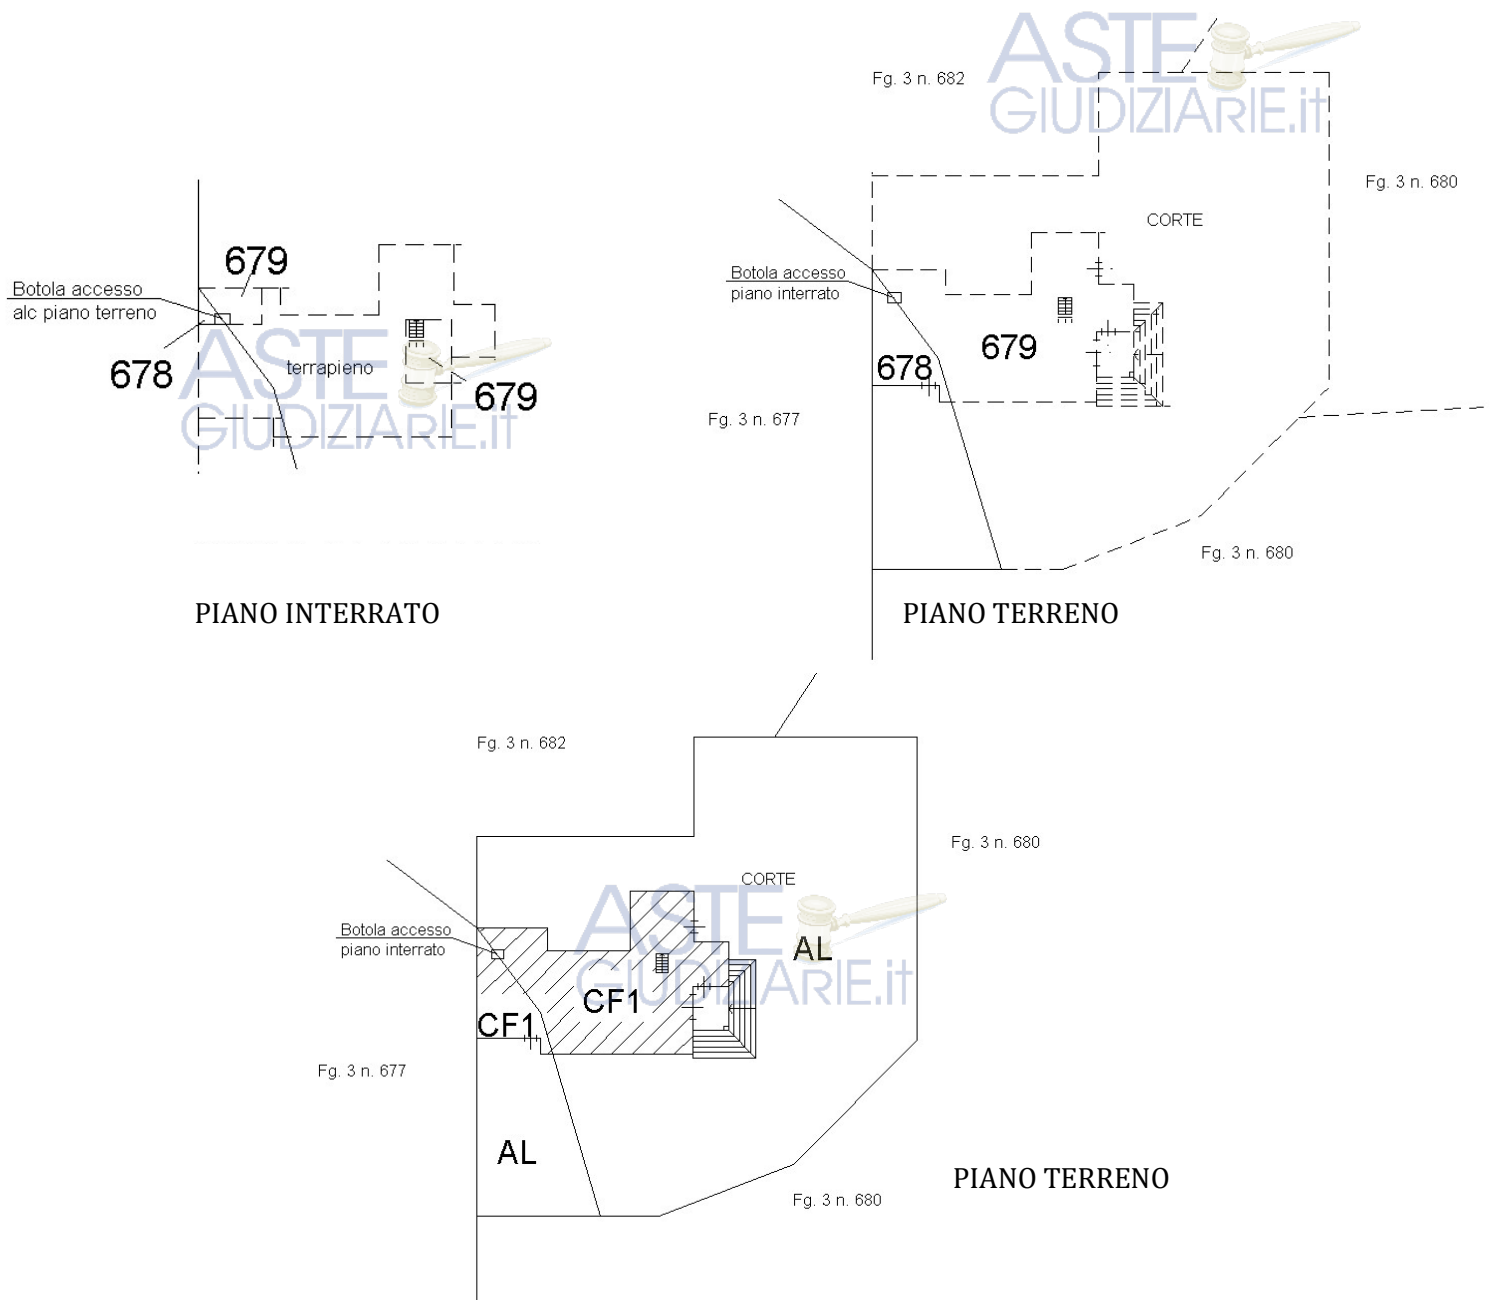 ASTE
GIUDIZIARIE.it
Fg. 3 n. 682
Fg. 3 n. 680
CORTE
679
Botola accesso
alc piano terreno
678
ASTE
GIUDIZIARIE.it
terrapieno
679
Botola accesso
piano interrato
679
678
Fg. 3 n. 677
Fg. 3 n. 680
PIANO INTERRATO
PIANO TERRENO
Fg. 3 n. 682
Fg. 3 n. 680
CORTE
ASTE
GIUDIZIARIE.it
Botola accesso
piano interrato
AL
CF1
CF1
Fg. 3 n. 677
AL
PIANO TERRENO
Fg. 3 n. 680